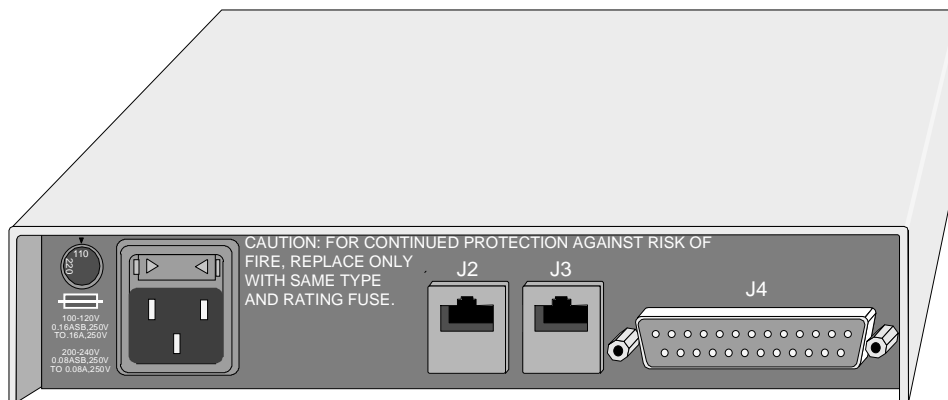 110
220
100-120V
0.16ASB,250V
TO.16A,250V
200-240V
0.08ASB,250V
TO 0.08A,250V
CAUTION: FOR CONTINUED PROTECTION AGAINST RISK OF
FIRE, REPLACE ONLY
WITH SAME TYPE
AND RATING FUSE.
J2
J3
J4